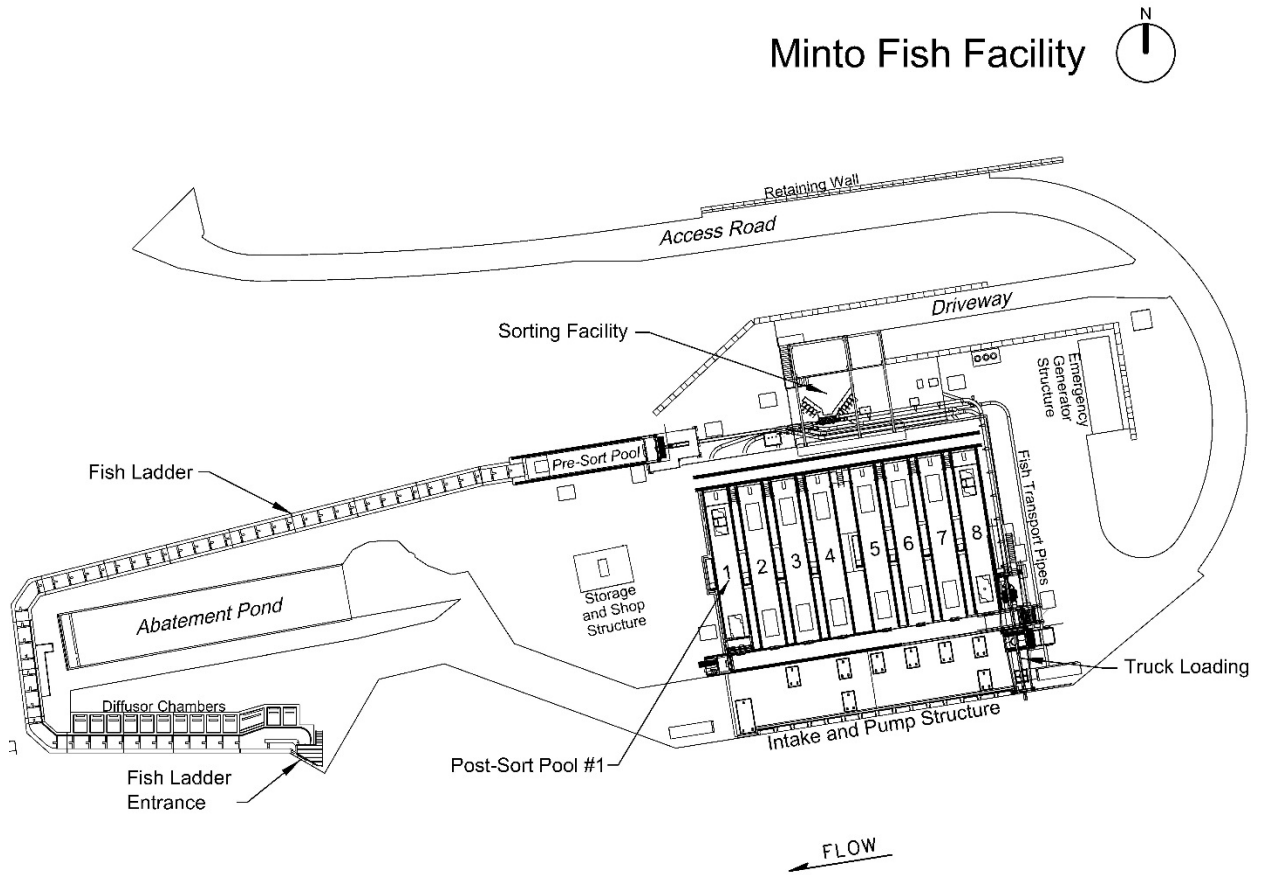 N
Minto Fish Facility
Retaining Wall
Access Road
Driveway
Sorting Facility
Emergency
Generator
Structure
Fish Ladder
Pre-Sort Pool
Fish Transport Pipes
1
2
3
4
5
6
7
8
Storage
and Shop
Structure
Abatement Pond
Truck Loading
Diffusor Chambers
Intake and Pump Structure
Post-Sort Pool #1
Fish Ladder
Entrance
FLOW